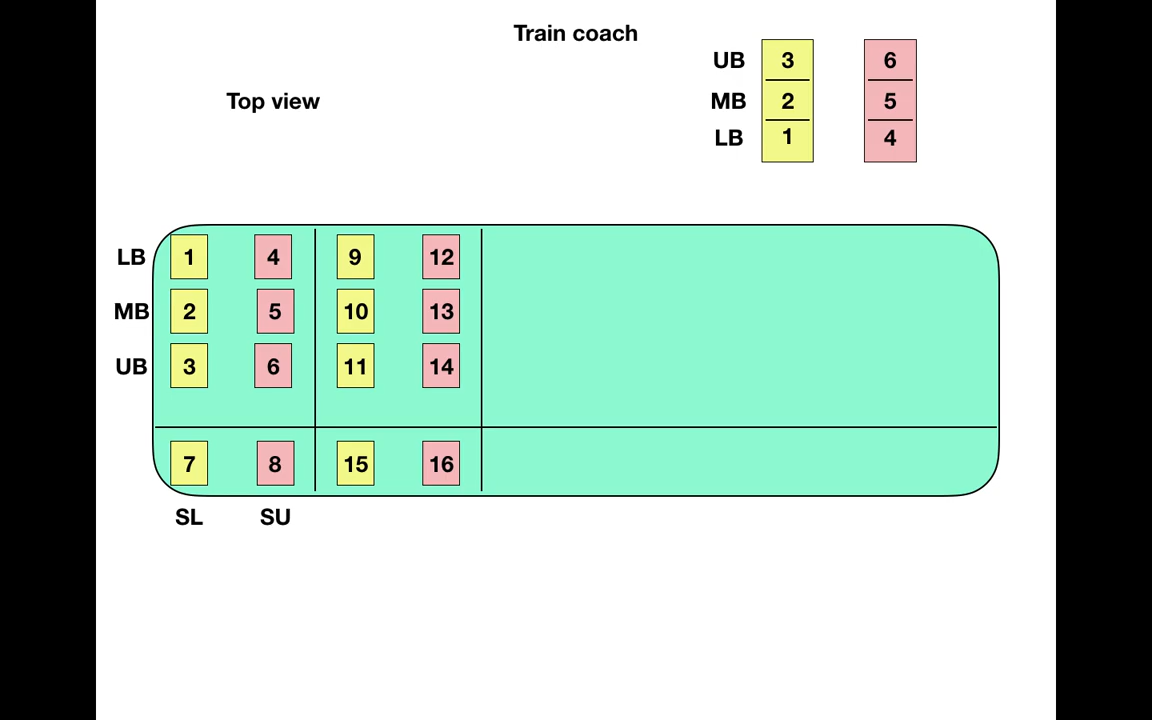 Train coach
UB 3 6
Top view
MB 2 5
LB 1 4
LB 1 4 9 12
MB 2 5 10 13
UB 3 6 11 14
7 8 15 16
SL SU